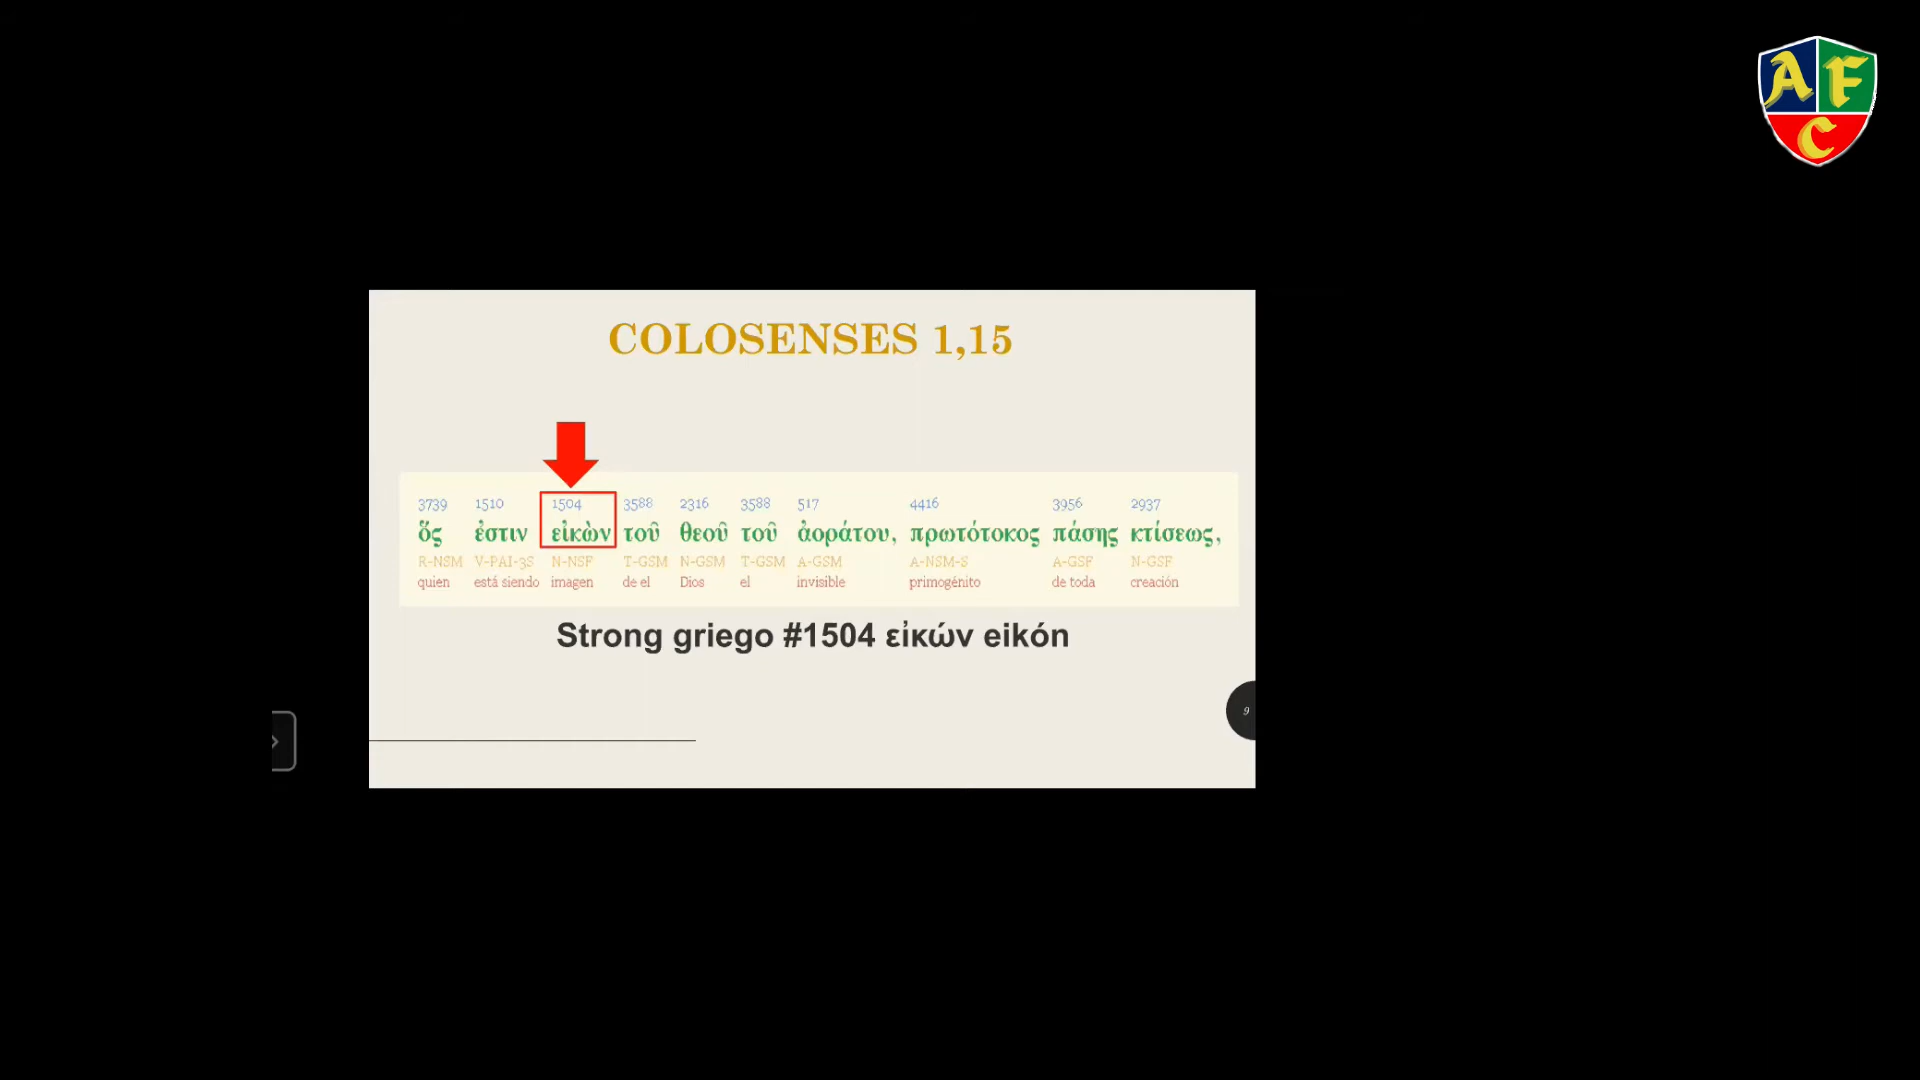 A F
C
COLOSENSES 1,15
3739 1510 1504 3588 2316 3588 517 4416 3956 2937
ὅς ἐστιν εἰκὼν τοῦ θεοῦ τοῦ ἀοράτου, πρωτότοκος πάσης κτίσεως,
R-NSM V-PAI-3S N-NSF T-GSM N-GSM T-GSM A-GSM A-NSM-S A-GSF N-GSF
quien está siendo imagen de el Dios el invisible primogénito de toda creación
Strong griego #1504 εἰκών eikón
9